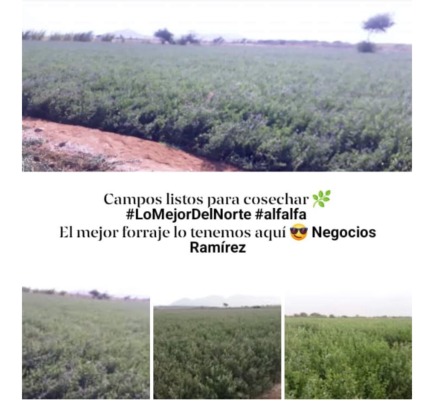 Campos listos para cosechar 🌿
#LoMejorDelNorte #alfalfa
El mejor forraje lo tenemos aquí 😎 Negocios
Ramírez